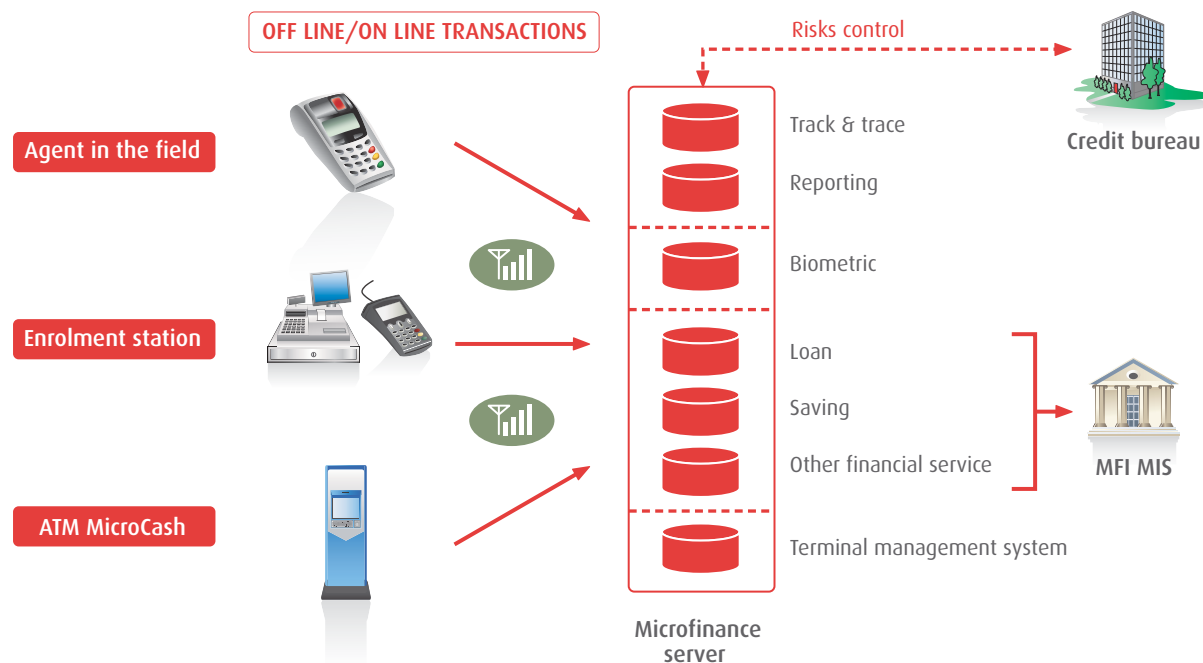 OFF LINE/ON LINE TRANSACTIONS
Risks control
Agent in the field
Track & trace
Credit bureau
Reporting
Biometric
Enrolment station
Loan
Saving
Other financial service
MFI MIS
ATM MicroCash
Terminal management system
Microfinance
server